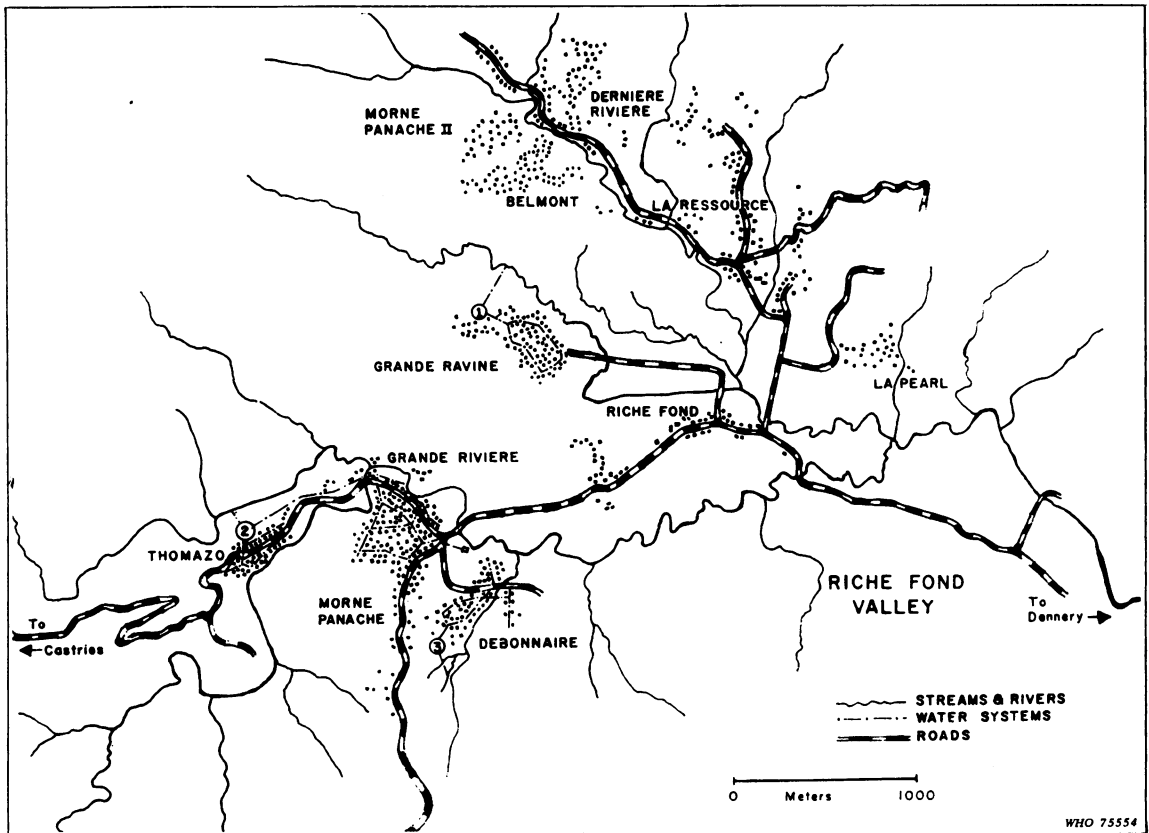 MORNE
PANACHE II
DERNIERE
RIVIERE
BELMONT
LA RESSOURCE
1
GRANDE RAVINE
LA PEARL
RICHE FOND
GRANDE RIVIERE
2
THOMAZO
MORNE
PANACHE
3
DEBONNAIRE
RICHE FOND
VALLEY
To
Castries
To
Dennery
STREAMS & RIVERS
WATER SYSTEMS
ROADS
0 Meters 1000
WHO 75554